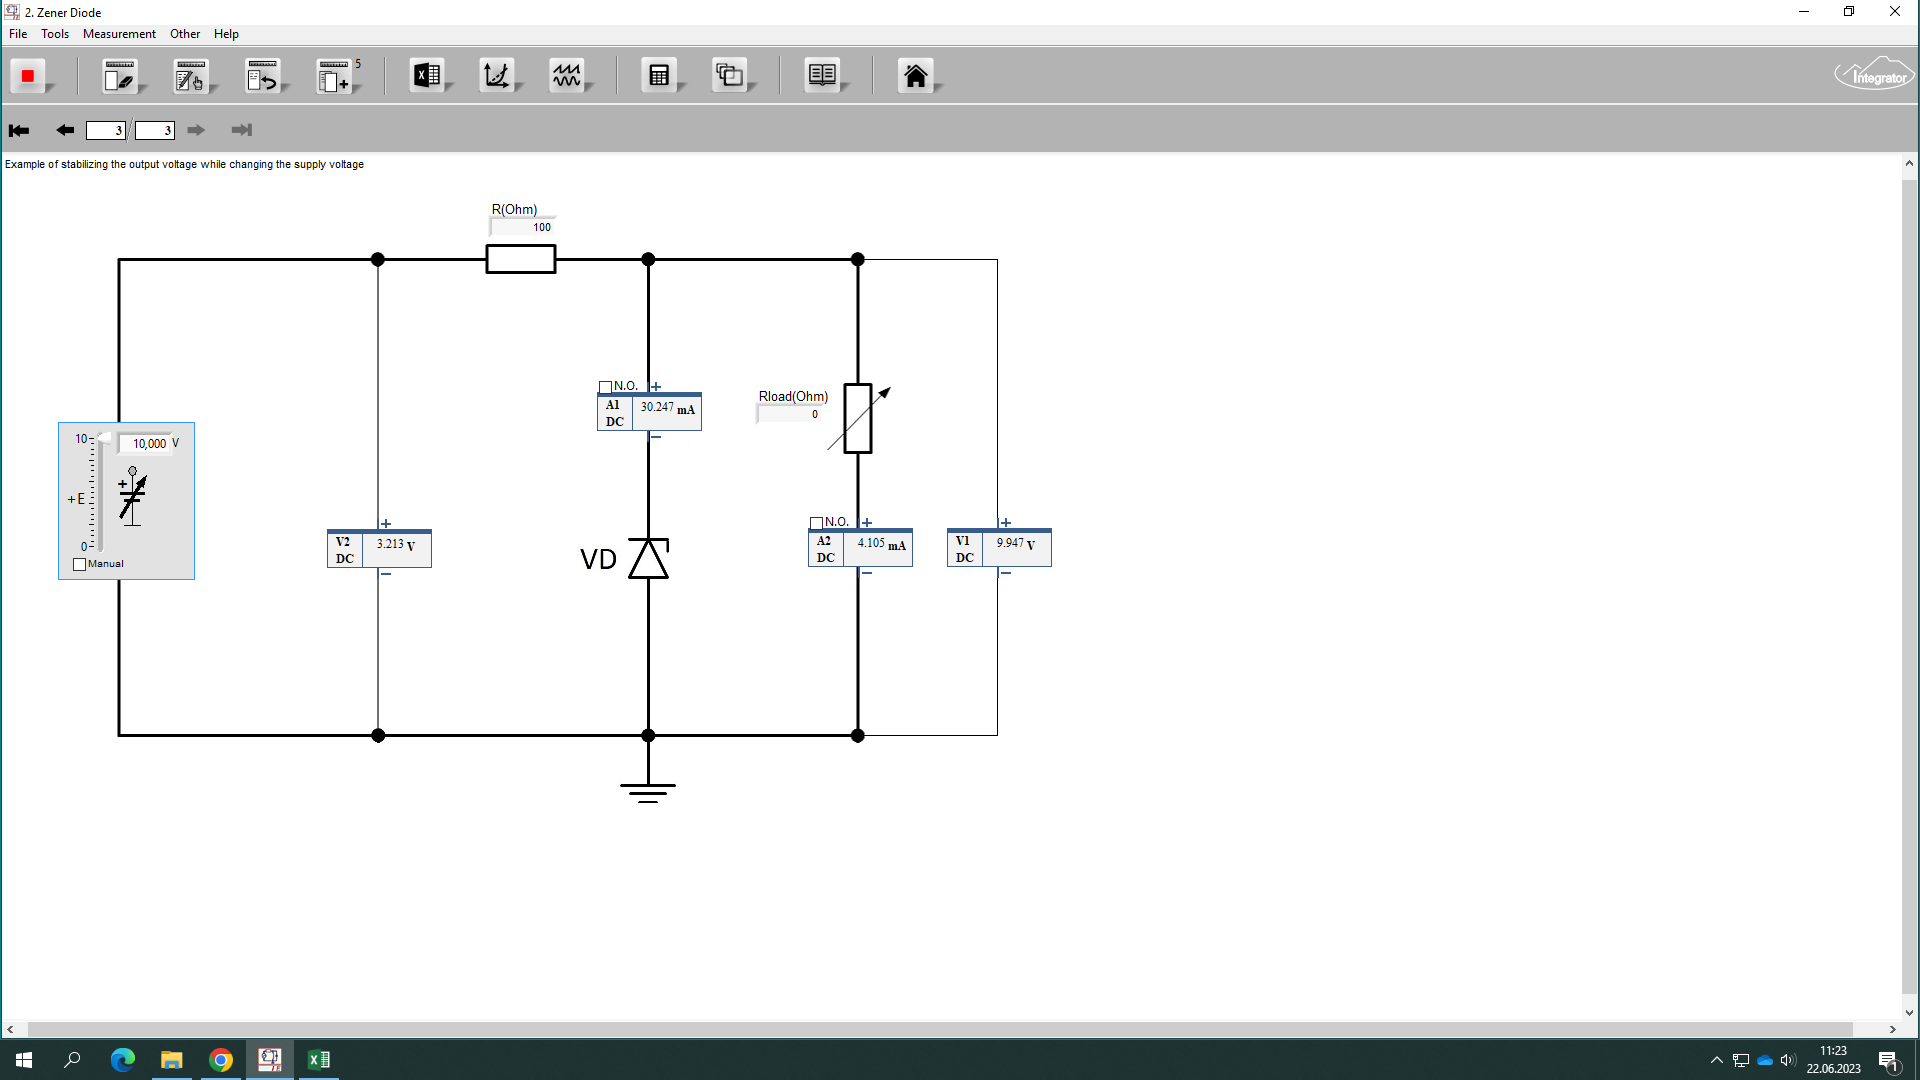 2. Zener Diode
File Tools Measurement Other Help
5
Integrator
3 / 3
Example of stabilizing the output voltage while changing the supply voltage
R(Ohm)
100
N.O. +
A1 DC 30.247 mA
Rload(Ohm)
0
10 10,000 V
+
+E
0
Manual
+
V2 DC 3.213 V
VD
N.O. +
A2 DC 4.105 mA
+
V1 DC 9.947 V
11:23
22.06.2023
1